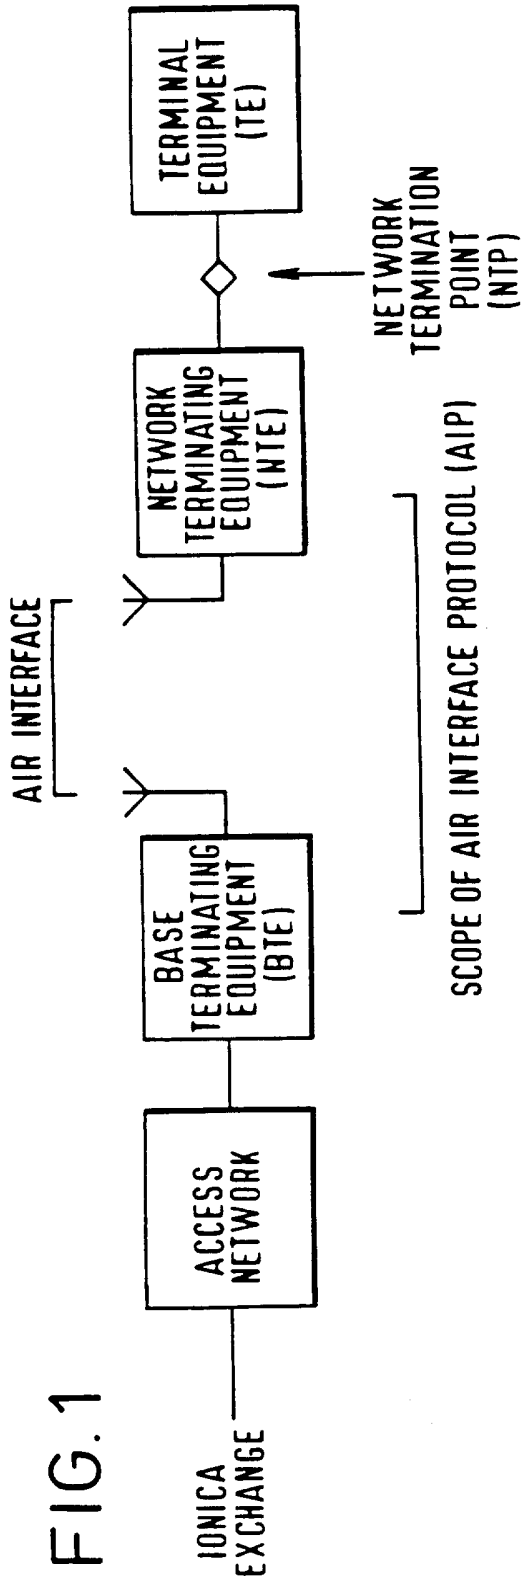 FIG. 1
AIR INTERFACE
IONICA
EXCHANGE
ACCESS
NETWORK
BASE
TERMINATING
EQUIPMENT
(BTE)
NETWORK
TERMINATING
EQUIPMENT
(NTE)
TERMINAL
EQUIPMENT
(TE)
NETWORK
TERMINATION
POINT
(NTP)
SCOPE OF AIR INTERFACE PROTOCOL (AIP)